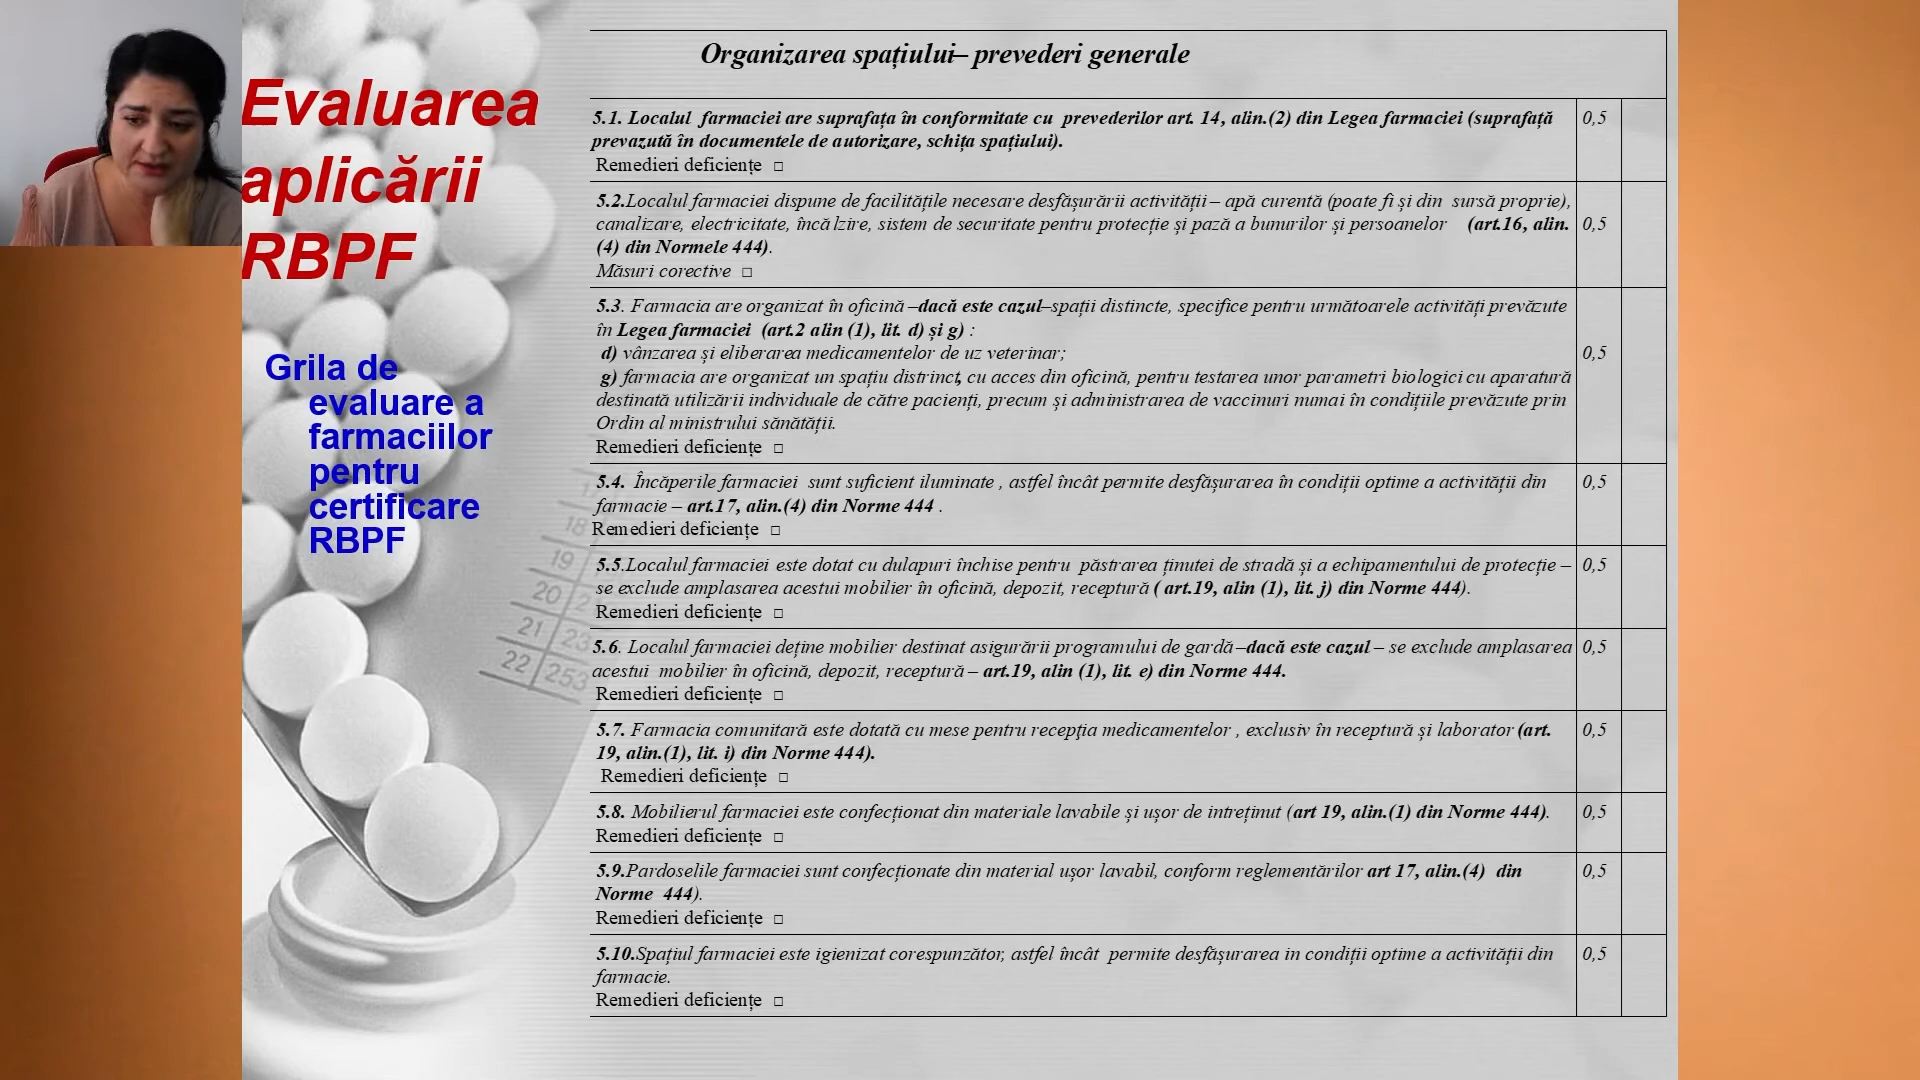 Evaluarea
aplicării
RBPF
Grila de
evaluare a
farmaciilor
pentru
certificare
RBPF
Organizarea spațiului– prevederi generale
5.1. Localul farmaciei are suprafața în conformitate cu prevederilor art. 14, alin.(2) din Legea farmaciei (suprafață
prevazută în documentele de autorizare, schița spațiului).
Remedieri deficiențe □
0,5
5.2.Localul farmaciei dispune de facilitățile necesare desfășurării activității – apă curentă (poate fi și din sursă proprie),
canalizare, electricitate, încălzire, sistem de securitate pentru protecție și pază a bunurilor și persoanelor (art.16, alin.
(4) din Normele 444).
Măsuri corective □
0,5
5.3. Farmacia are organizat în oficină –dacă este cazul–spații distincte, specifice pentru următoarele activități prevăzute
în Legea farmaciei (art.2 alin (1), lit. d) și g) :
d) vânzarea și eliberarea medicamentelor de uz veterinar;
g) farmacia are organizat un spațiu distrinct, cu acces din oficină, pentru testarea unor parametri biologici cu aparatură
destinată utilizării individuale de către pacienți, precum și administrarea de vaccinuri numai în condițiile prevăzute prin
Ordin al ministrului sănătății.
Remedieri deficiențe □
0,5
5.4. Încăperile farmaciei sunt suficient iluminate , astfel încât permite desfășurarea în condiții optime a activității din
farmacie – art.17, alin.(4) din Norme 444 .
Remedieri deficiențe □
0,5
5.5.Localul farmaciei este dotat cu dulapuri închise pentru păstrarea ținutei de stradă și a echipamentului de protecție –
se exclude amplasarea acestui mobilier în oficină, depozit, receptură ( art.19, alin (1), lit. j) din Norme 444).
Remedieri deficiențe □
0,5
5.6. Localul farmaciei deține mobilier destinat asigurării programului de gardă –dacă este cazul – se exclude amplasarea
acestui mobilier în oficină, depozit, receptură – art.19, alin (1), lit. e) din Norme 444.
Remedieri deficiențe □
0,5
5.7. Farmacia comunitară este dotată cu mese pentru recepția medicamentelor , exclusiv în receptură și laborator (art.
19, alin.(1), lit. i) din Norme 444).
Remedieri deficiențe □
0,5
5.8. Mobilierul farmaciei este confecționat din materiale lavabile și ușor de intreținut (art 19, alin.(1) din Norme 444).
Remedieri deficiențe □
0,5
5.9.Pardoselile farmaciei sunt confecționate din material ușor lavabil, conform reglementărilor art 17, alin.(4) din
Norme 444).
Remedieri deficiențe □
0,5
5.10.Spațiul farmaciei este igienizat corespunzător, astfel încât permite desfășurarea in condiții optime a activității din
farmacie.
Remedieri deficiențe □
0,5
18
19
20
21 23
22 253